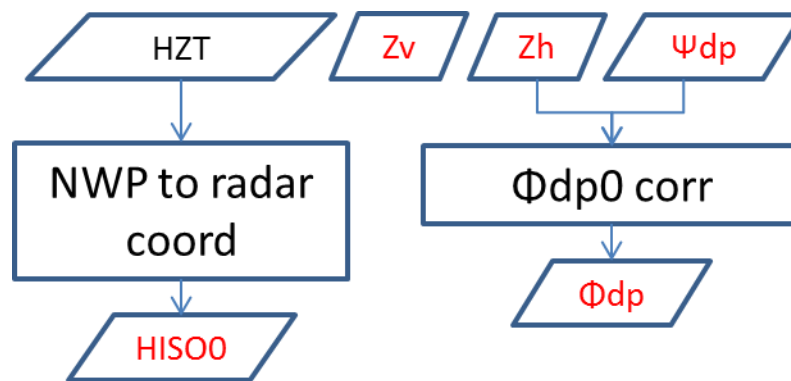 HZT
Zv
Zh
Ψdp
NWP to radar
coord
Φdp0 corr
Φdp
HISO0